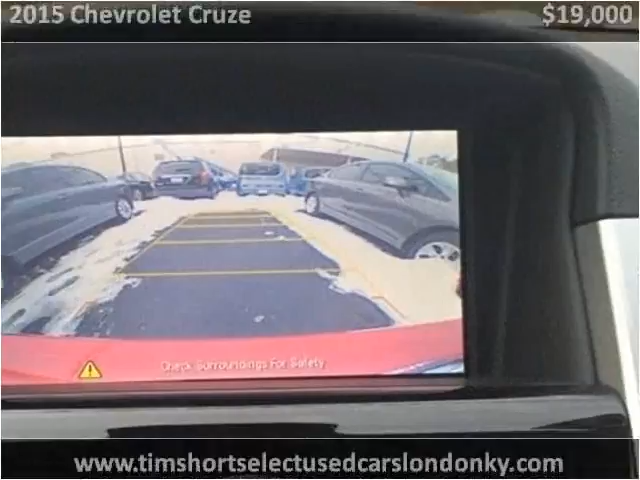 2015 Chevrolet Cruze $19,000
Check Surroundings For Safety
www.timshortselectusedcarslondonky.com